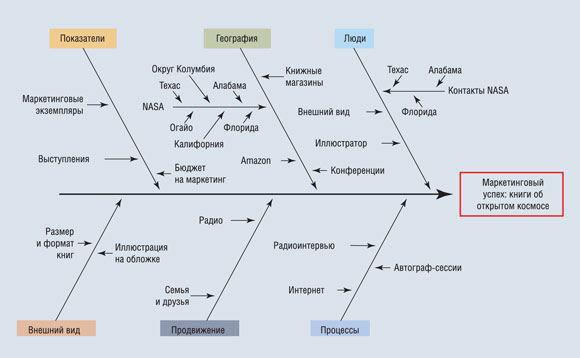 Показатели
География
Люди
Маркетинговые
экземпляры
Выступления
Бюджет
на маркетинг
Округ Колумбия
Техас
Алабама
NASA
Огайо
Флорида
Калифорния
Книжные
магазины
Amazon
Конференции
Техас
Алабама
Контакты NASA
Флорида
Внешний вид
Иллюстратор
Маркетинговый
успех: книги об
открытом космосе
Размер
и формат
книг
Иллюстрация
на обложке
Радио
Семья
и друзья
Радиоинтервью
Автограф-сессии
Интернет
Внешний вид
Продвижение
Процессы